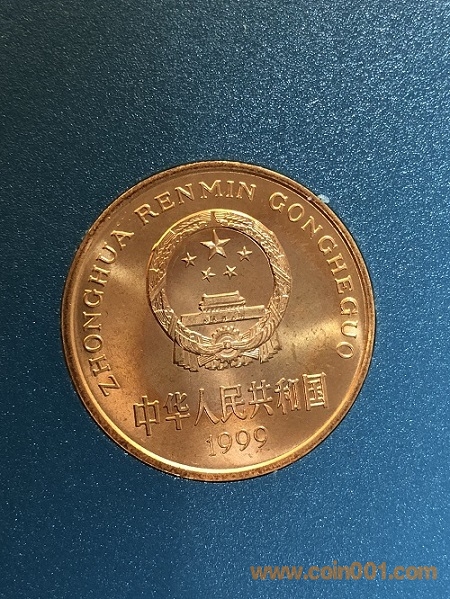 ZHONGHUA RENMIN GONGHEGUO
中华人民共和国
1999
www.coin001.com